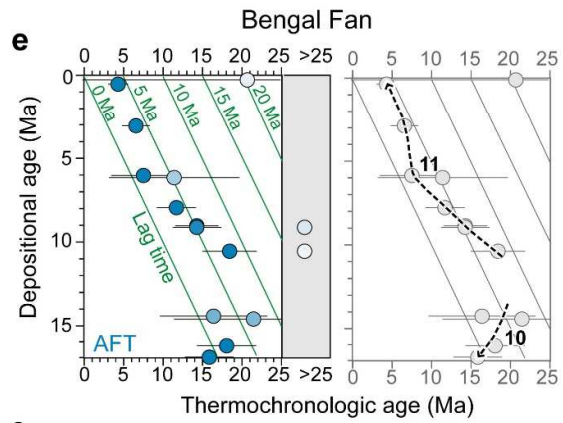 Bengal Fan
e
0 5 10 15 20 25 >25
0 5 10 15 20 25
0
5
10
15
Depositional age (Ma)
0 Ma
5 Ma
10 Ma
15 Ma
20 Ma
Lag time
AFT
11
10
0 5 10 15 20 25 >25
0 5 10 15 20 25
Thermochronologic age (Ma)